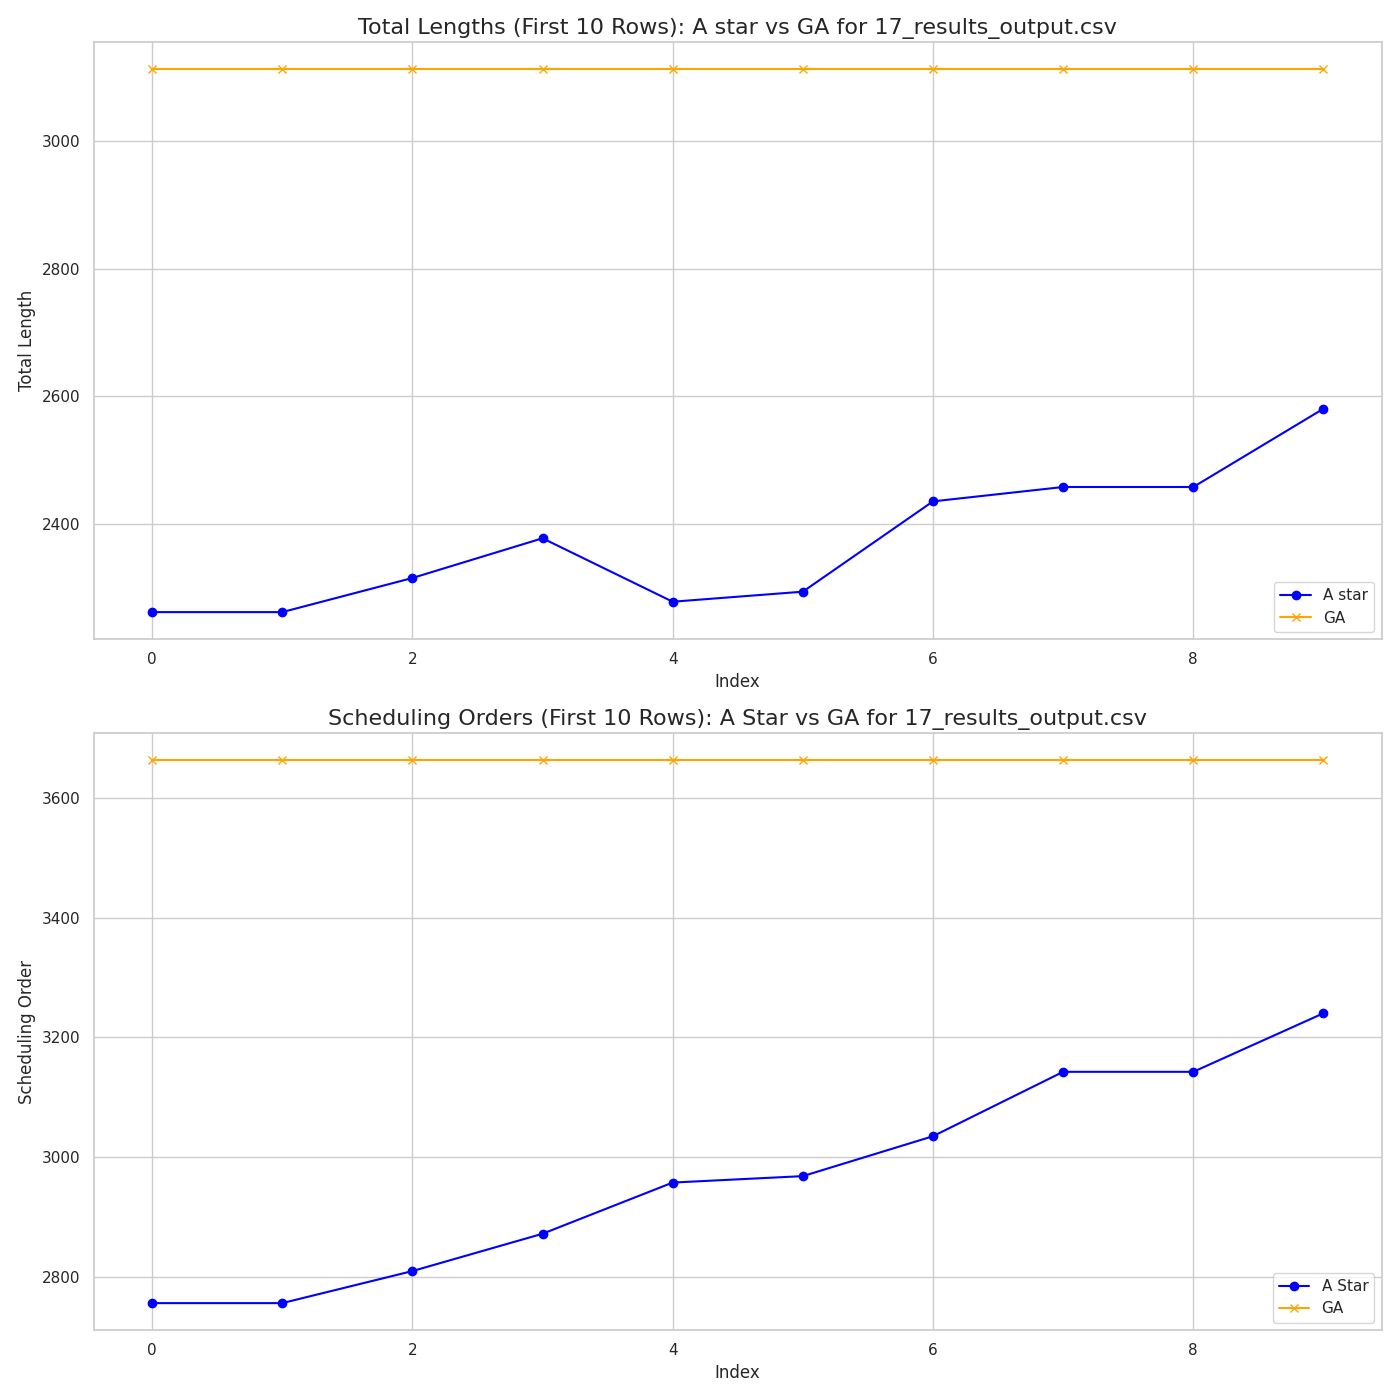 Total Lengths (First 10 Rows): A star vs GA for 17_results_output.csv
Total Length
3000
2800
2600
2400
A star
GA
0 2 4 6 8
Index
Scheduling Orders (First 10 Rows): A Star vs GA for 17_results_output.csv
Scheduling Order
3600
3400
3200
3000
2800
A Star
GA
0 2 4 6 8
Index